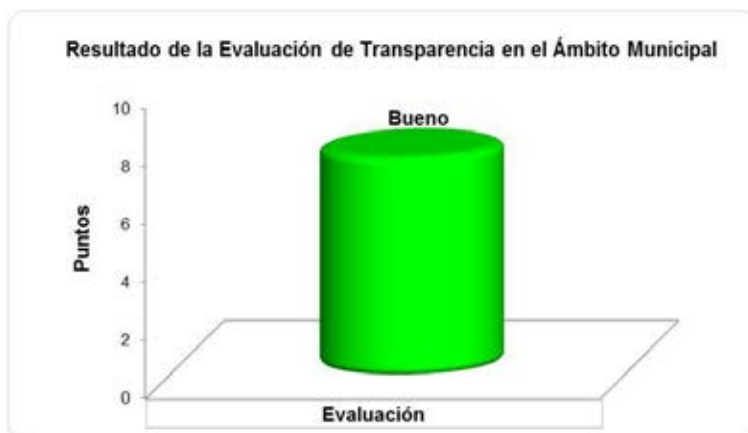 Resultado de la Evaluación de Transparencia en el Ámbito Municipal
10
Bueno
8
6
Puntos
4
2
0
Evaluación